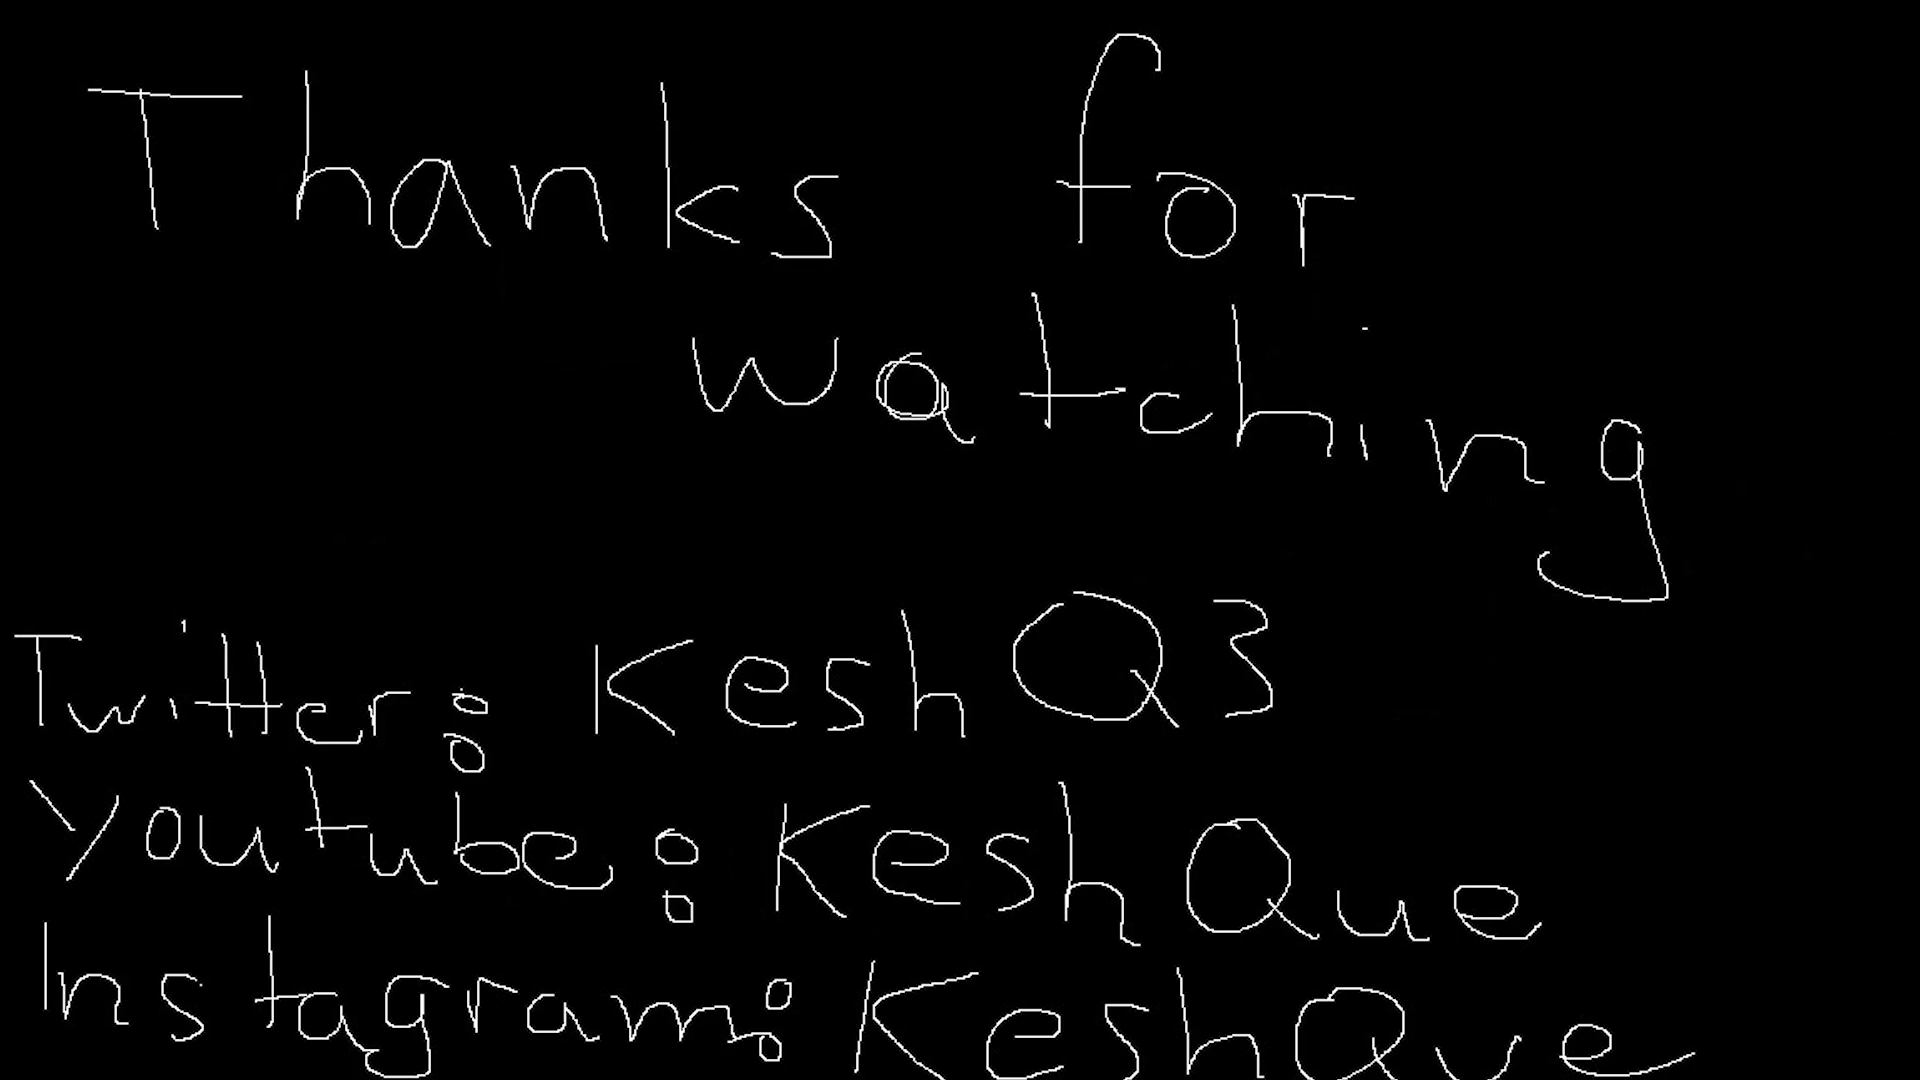 Thanks for
watching
Twitter: KeshQ3
Youtube: KeshQue
Instagram: KeshQue